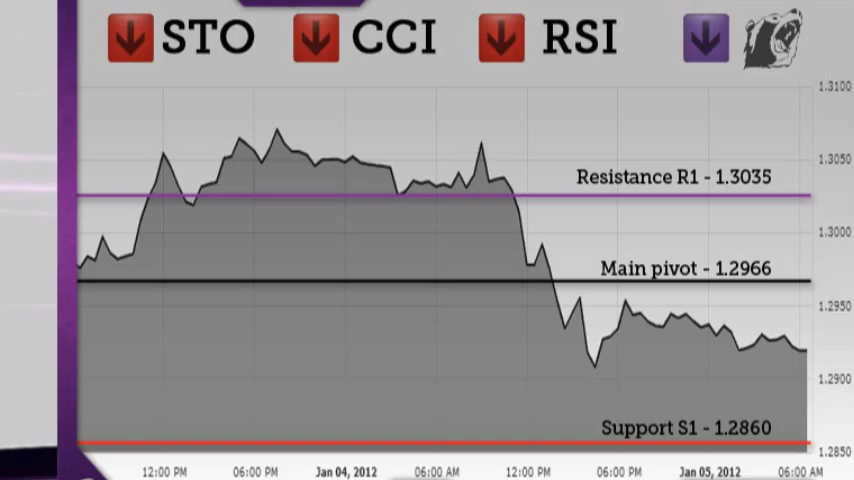 STO CCI RSI
1.3100
1.3050
Resistance R1 - 1.3035
1.3000
Main pivot - 1.2966
1.2950
1.2900
Support S1 - 1.2860
1.2850
12:00 PM 06:00 PM Jan 04, 2012 06:00 AM 12:00 PM 06:00 PM Jan 05, 2012 06:00 AM